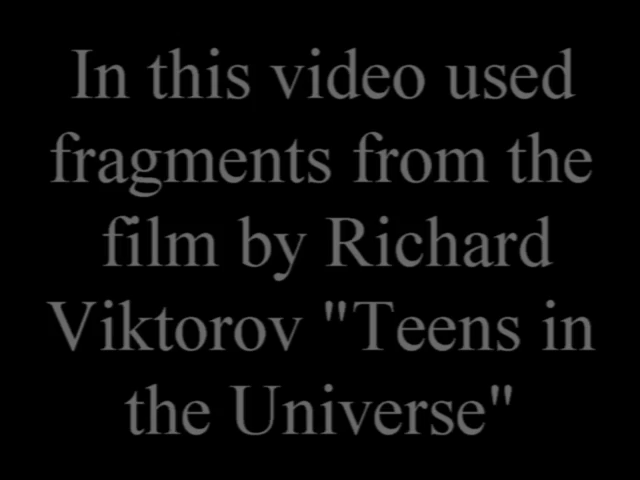 In this video used
fragments from the
film by Richard
Viktorov "Teens in
the Universe"